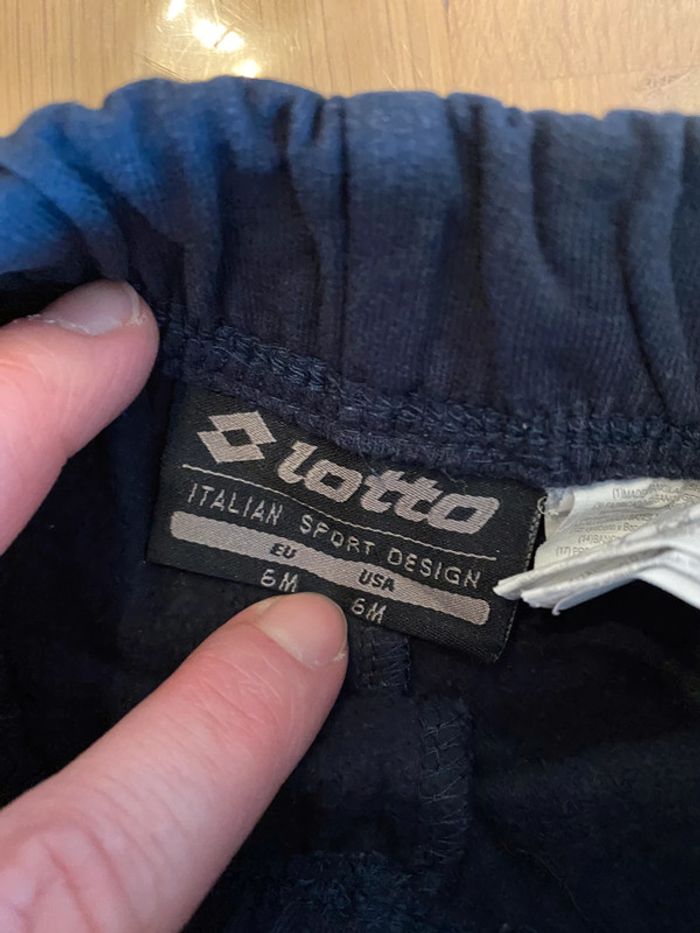 lotto
ITALIAN SPORT DESIGN
EU USA
6M 6M